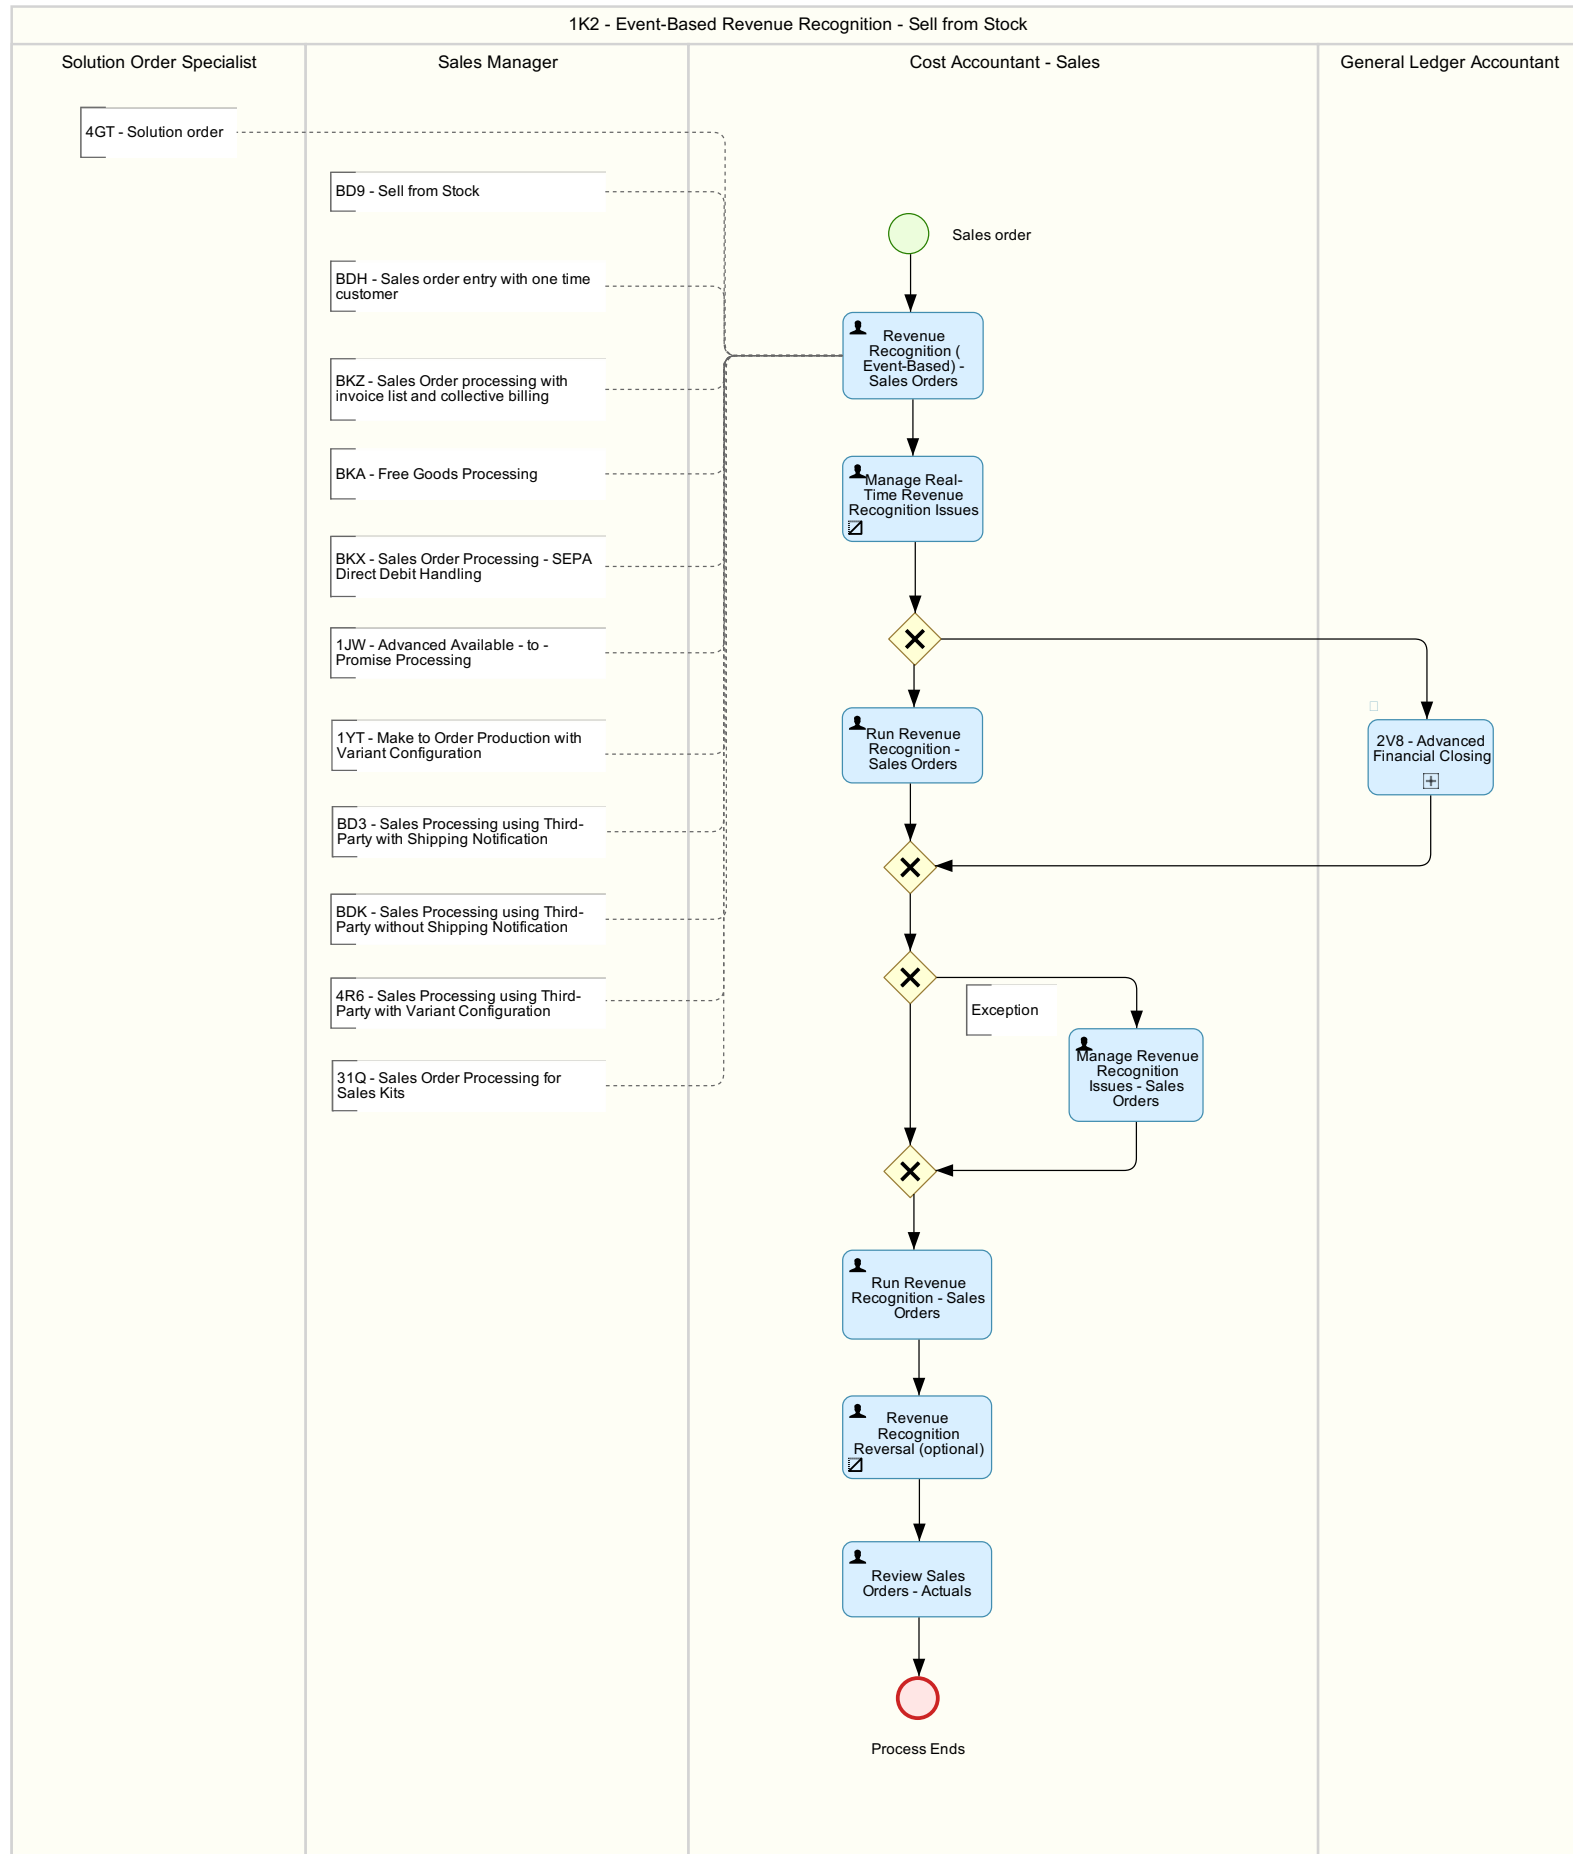 1K2 - Event-Based Revenue Recognition - Sell from Stock
Solution Order Specialist
Sales Manager
Cost Accountant - Sales
General Ledger Accountant
4GT - Solution order
BD9 - Sell from Stock
BDH - Sales order entry with one time
customer
BKZ - Sales Order processing with
invoice list and collective billing
BKA - Free Goods Processing
BKX - Sales Order Processing - SEPA
Direct Debit Handling
1JW - Advanced Available - to -
Promise Processing
1YT - Make to Order Production with
Variant Configuration
BD3 - Sales Processing using Third-
Party with Shipping Notification
BDK - Sales Processing using Third-
Party without Shipping Notification
4R6 - Sales Processing using Third-
Party with Variant Configuration
31Q - Sales Order Processing for
Sales Kits
Sales order
Revenue
Recognition (
Event-Based) -
Sales Orders
Manage Real-
Time Revenue
Recognition Issues
Run Revenue
Recognition -
Sales Orders
2V8 - Advanced
Financial Closing
Exception
Manage Revenue
Recognition
Issues - Sales
Orders
Run Revenue
Recognition - Sales
Orders
Revenue
Recognition
Reversal (optional)
Review Sales
Orders - Actuals
Process Ends